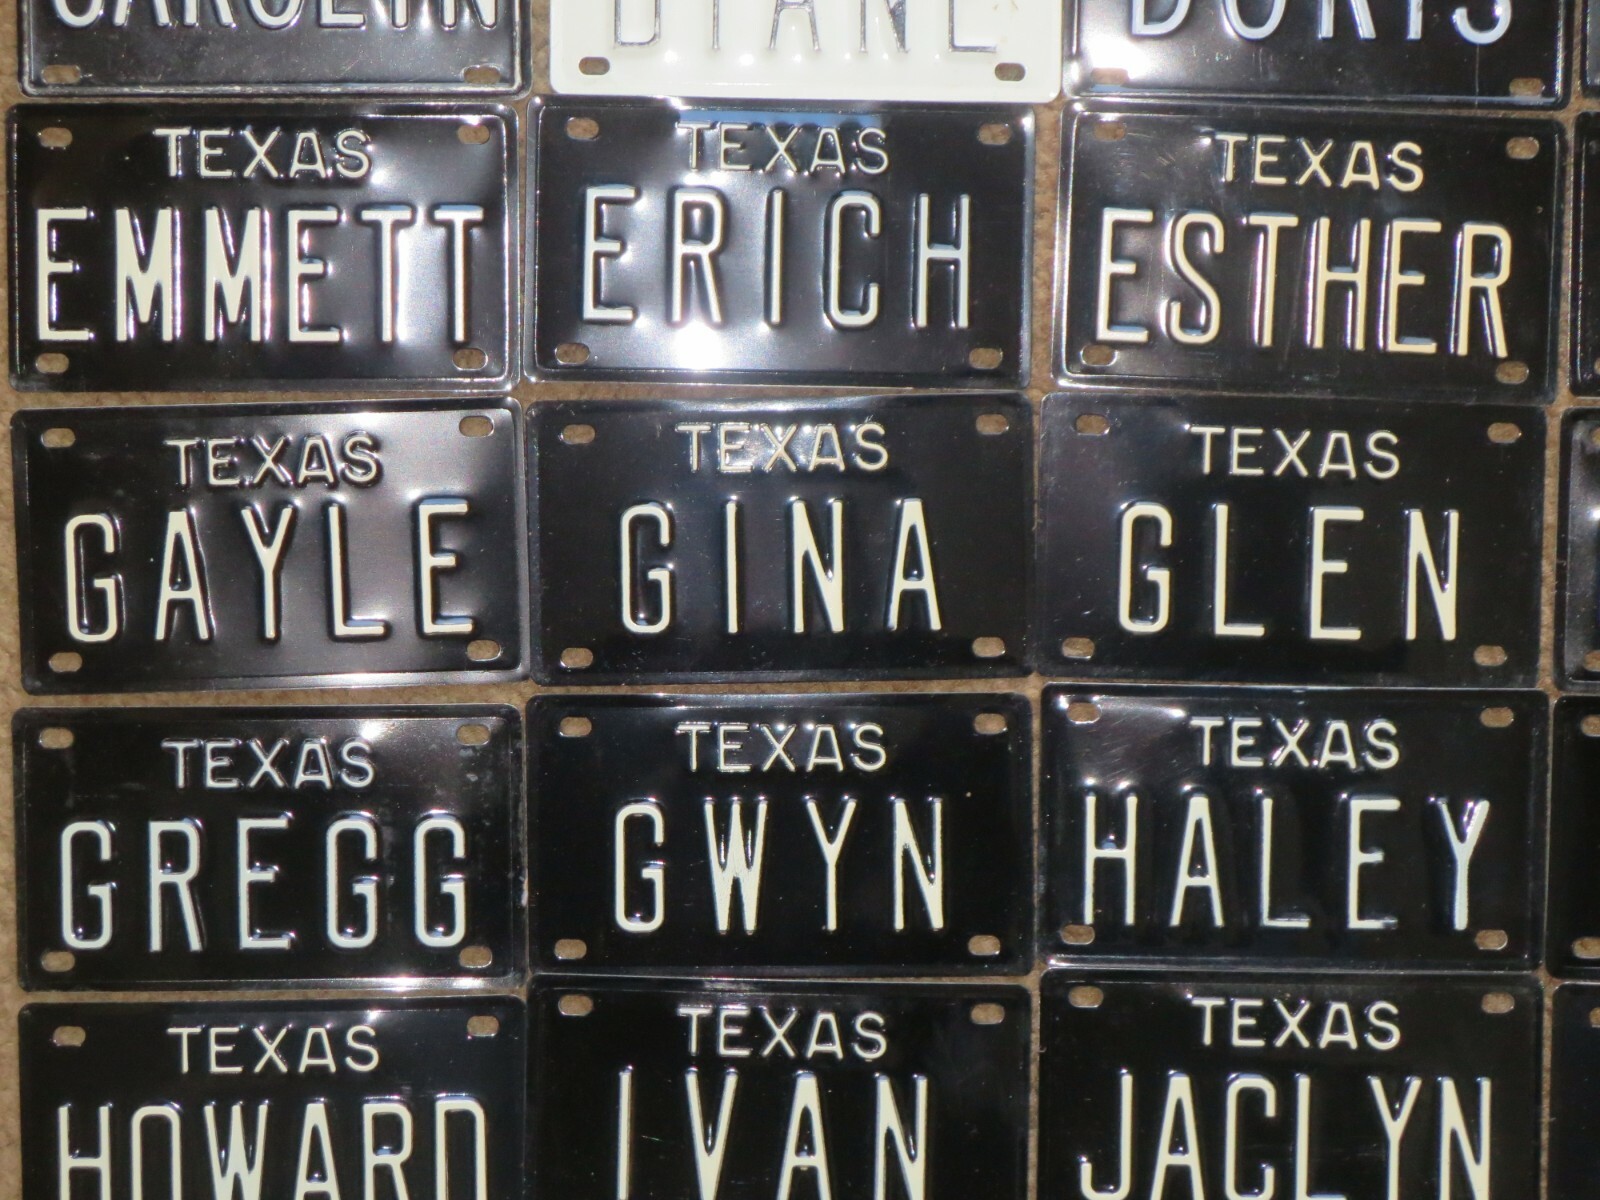 CAROLYN DIANE DORIS
TEXAS TEXAS TEXAS
EMMETT ERICH ESTHER
TEXAS TEXAS TEXAS
GAYLE GINA GLEN
TEXAS TEXAS TEXAS
GREGG GWYN HALEY
TEXAS TEXAS TEXAS
HOWARD IVAN JACLYN